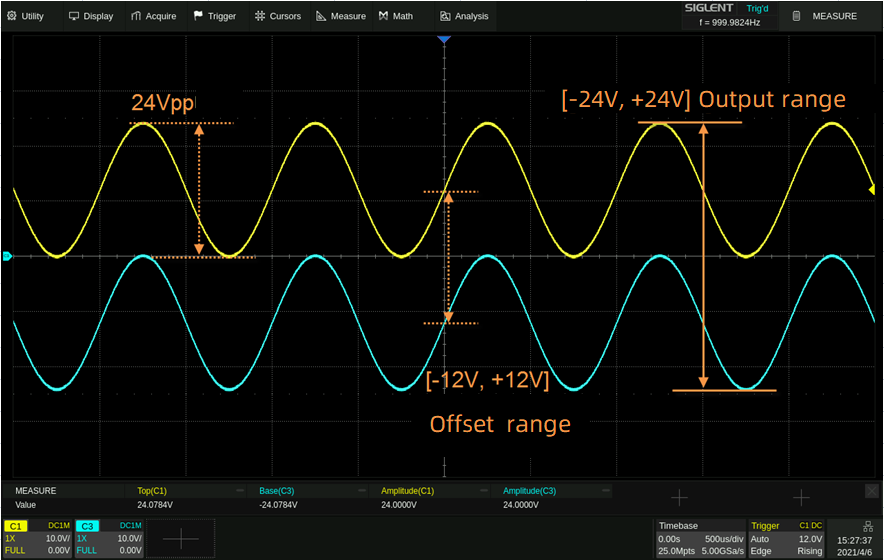 Utility Display Acquire Trigger Cursors Measure Math Analysis SIGLENT Trig'd MEASURE
f = 999.9824Hz
24Vpp
[-24V, +24V] Output range
[-12V, +12V]
Offset range
MEASURE Top(C1) Base(C3) Amplitude(C1) Amplitude(C3)
Value 24.0784V -24.0784V 24.0000V 24.0000V
C1 DC1M C3 DC1M Timebase Trigger C1 DC
1X 10.0V/ 1X 10.0V/ 0.00s 500us/div Auto 12.0V 15:27:37
FULL 0.00V FULL 0.00V 25.0Mpts 5.00GSa/s Edge Rising 2021/4/6